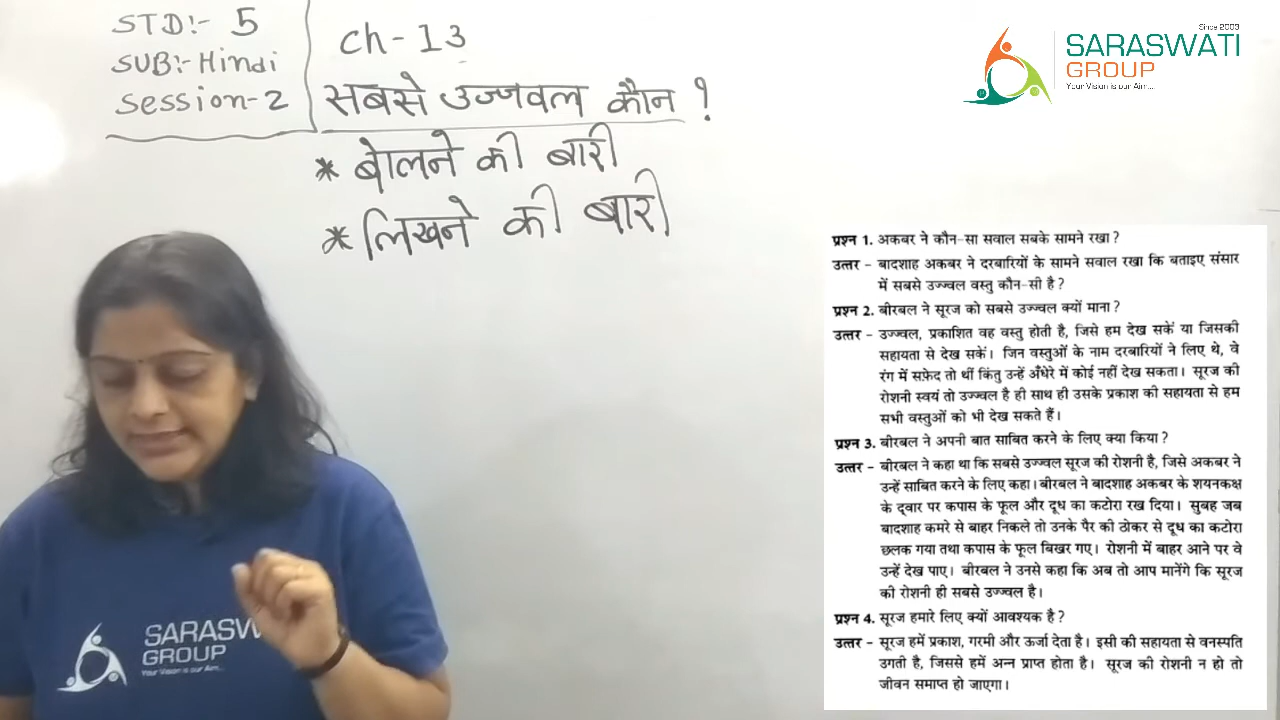 STD:- 5
SUB:- Hindi
Session-2
ch-13
सबसे उज्जवल कौन ?
* बोलने की बारी
* लिखने की बारी
Since 2003
SARASWATI
GROUP
Your Vision is our Aim...
प्रश्न 1. अकबर ने कौन-सा सवाल सबके सामने रखा ?
उत्तर - बादशाह अकबर ने दरबारियों के सामने सवाल रखा कि बताइए संसार
में सबसे उज्ज्वल वस्तु कौन-सी है ?
प्रश्न 2. बीरबल ने सूरज को सबसे उज्ज्वल क्यों माना ?
उत्तर - उज्ज्वल, प्रकाशित वह वस्तु होती है, जिसे हम देख सकें या जिसकी
सहायता से देख सकें। जिन वस्तुओं के नाम दरबारियों ने लिए थे, वे
रंग में सफ़ेद तो थीं किंतु उन्हें अँधेरे में कोई नहीं देख सकता। सूरज की
रोशनी स्वयं तो उज्ज्वल है ही साथ ही उसके प्रकाश की सहायता से हम
सभी वस्तुओं को भी देख सकते हैं।
प्रश्न 3. बीरबल ने अपनी बात साबित करने के लिए क्या किया ?
उत्तर - बीरबल ने कहा था कि सबसे उज्ज्वल सूरज की रोशनी है, जिसे अकबर ने
उन्हें साबित करने के लिए कहा। बीरबल ने बादशाह अकबर के शयनकक्ष
के द्वार पर कपास के फूल और दूध का कटोरा रख दिया। सुबह जब
बादशाह कमरे से बाहर निकले तो उनके पैर की ठोकर से दूध का कटोरा
छलक गया तथा कपास के फूल बिखर गए। रोशनी में बाहर आने पर वे
उन्हें देख पाए। बीरबल ने उनसे कहा कि अब तो आप मानेंगे कि सूरज
की रोशनी ही सबसे उज्ज्वल है।
प्रश्न 4. सूरज हमारे लिए क्यों आवश्यक है ?
उत्तर - सूरज हमें प्रकाश, गरमी और ऊर्जा देता है। इसी की सहायता से वनस्पति
उगती है, जिससे हमें अन्न प्राप्त होता है। सूरज की रोशनी न हो तो
जीवन समाप्त हो जाएगा।
SARASW
GROUP
Your Vision is our Aim...